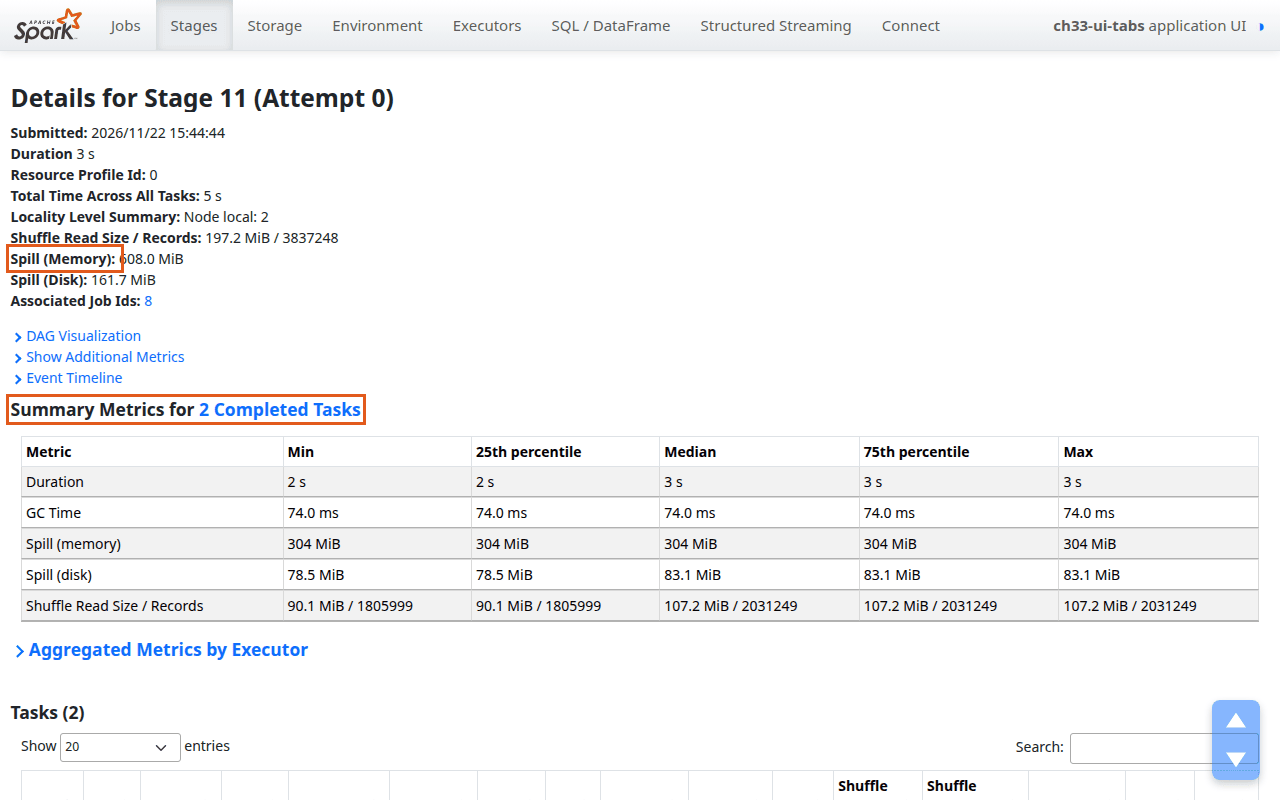 APACHE Spark Jobs Stages Storage Environment Executors SQL / DataFrame Structured Streaming Connect ch33-ui-tabs application UI
Details for Stage 11 (Attempt 0)
Submitted: 2026/11/22 15:44:44
Duration 3 s
Resource Profile Id: 0
Total Time Across All Tasks: 5 s
Locality Level Summary: Node local: 2
Shuffle Read Size / Records: 197.2 MiB / 3837248
Spill (Memory): 608.0 MiB
Spill (Disk): 161.7 MiB
Associated Job Ids: 8
DAG Visualization
Show Additional Metrics
Event Timeline
Summary Metrics for 2 Completed Tasks
Metric Min 25th percentile Median 75th percentile Max
Duration 2 s 2 s 3 s 3 s 3 s
GC Time 74.0 ms 74.0 ms 74.0 ms 74.0 ms 74.0 ms
Spill (memory) 304 MiB 304 MiB 304 MiB 304 MiB 304 MiB
Spill (disk) 78.5 MiB 78.5 MiB 83.1 MiB 83.1 MiB 83.1 MiB
Shuffle Read Size / Records 90.1 MiB / 1805999 90.1 MiB / 1805999 107.2 MiB / 2031249 107.2 MiB / 2031249 107.2 MiB / 2031249
Aggregated Metrics by Executor
Tasks (2)
Show 20 entries Search:
Shuffle Shuffle